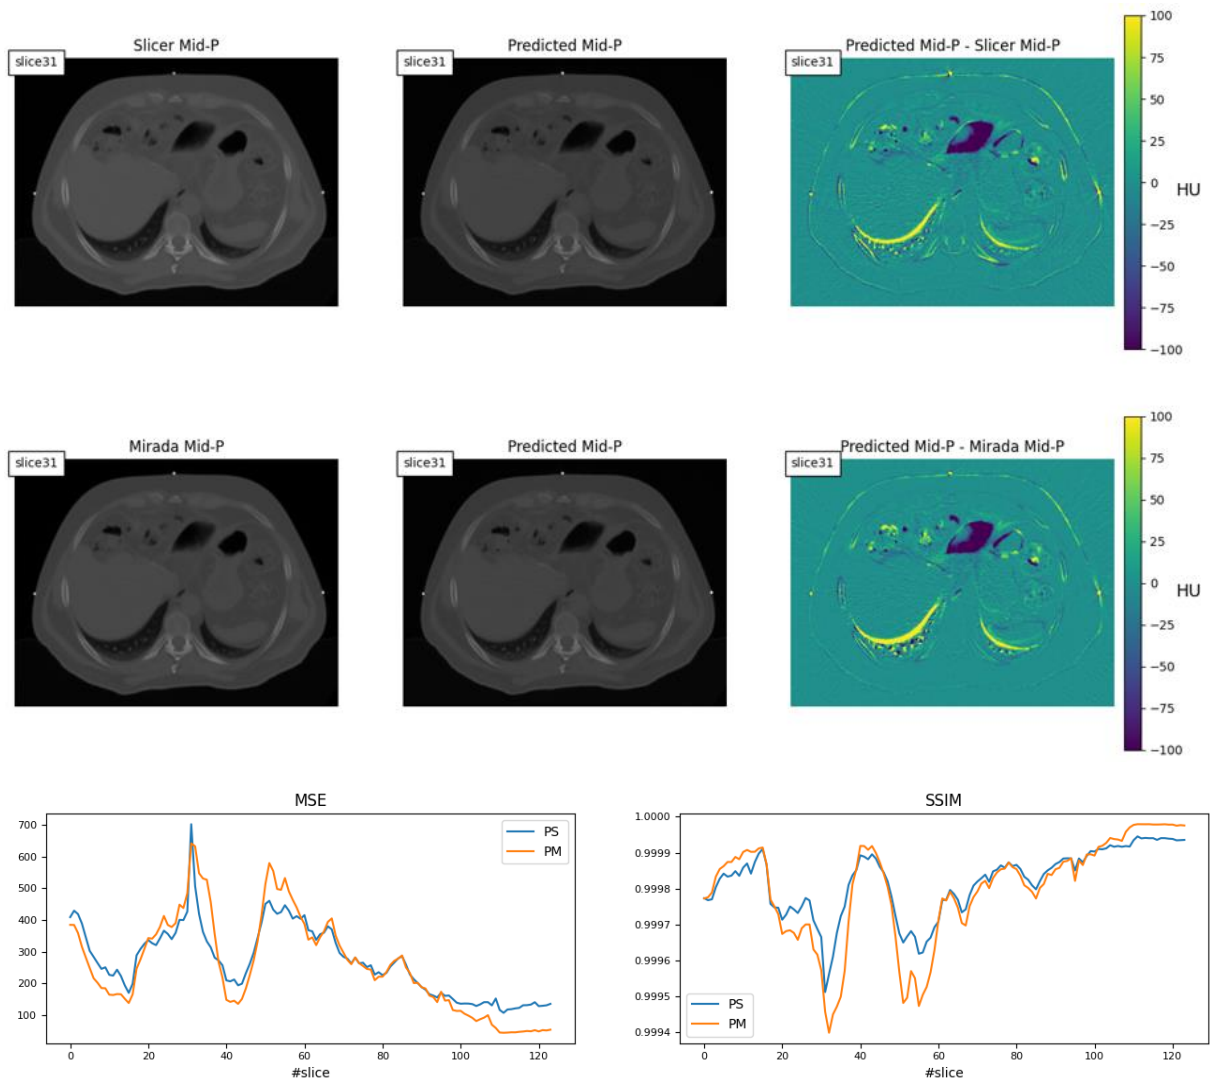 Slicer Mid-P
Predicted Mid-P
Predicted Mid-P - Slicer Mid-P
slice31
slice31
slice31
100
75
50
25
0
−25
−50
−75
−100
HU
Mirada Mid-P
Predicted Mid-P
Predicted Mid-P - Mirada Mid-P
slice31
slice31
slice31
100
75
50
25
0
−25
−50
−75
−100
HU
MSE
700
600
500
400
300
200
100
0 20 40 60 80 100 120
#slice
PS
PM
SSIM
1.0000
0.9999
0.9998
0.9997
0.9996
0.9995
0.9994
0 20 40 60 80 100 120
#slice
PS
PM